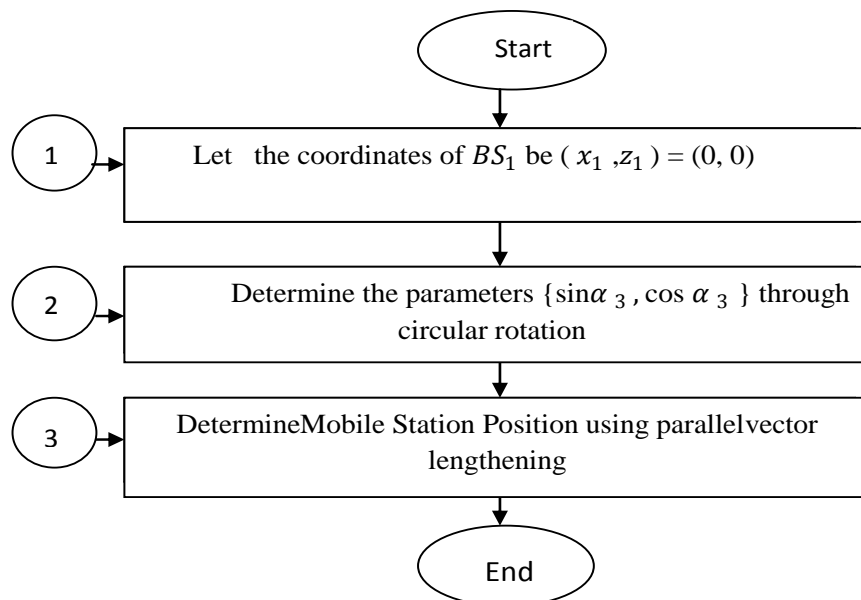 Start
1
Let the coordinates of 𝐵𝑆₁ be ( 𝑥₁ ,𝑧₁ ) = (0, 0)
2
Determine the parameters {sin𝛼 ₃ , cos 𝛼 ₃ } through
circular rotation
3
DetermineMobile Station Position using parallelvector
lengthening
End